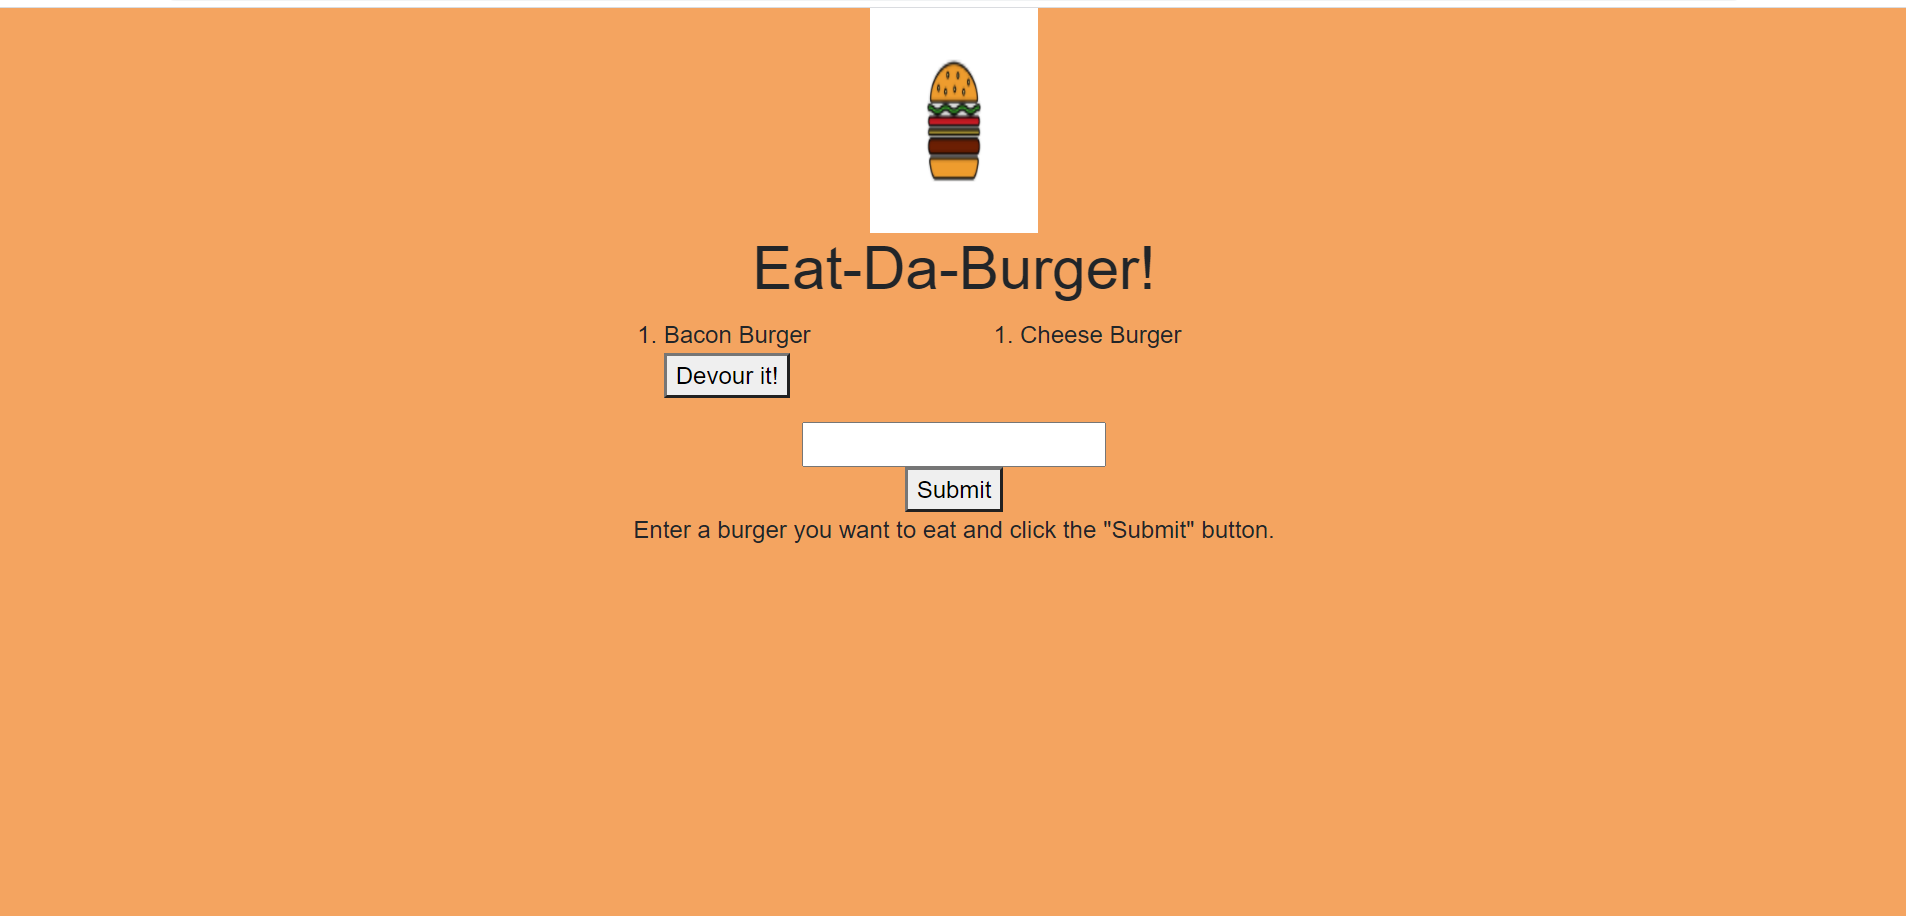 Eat-Da-Burger!
1. Bacon Burger
Devour it!
1. Cheese Burger
Submit
Enter a burger you want to eat and click the "Submit" button.